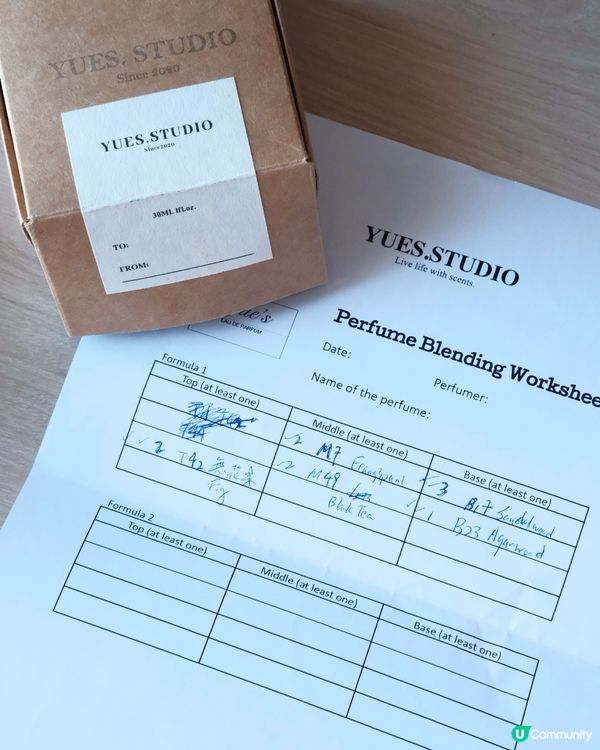 YUES. STUDIO
Since 2020
YUES.STUDIO
Since2020
30ML 1fl.oz.
TO:
FROM:
YUES.STUDIO
Live life with scents.
EAU DE PARFUM
Perfume Blending Workshee
Date:
Perfumer:
Name of the perfume:
Formula 1
Top (at least one)
Middle (at least one)
Base (at least one)
2 T42 無花果
Fig
2 M7 Frangipani
2 M49
Black Tea
3 B17 Sandalwood
1 B23 Agarwood
Formula 2
Top (at least one)
Middle (at least one)
Base (at least one)
U Community